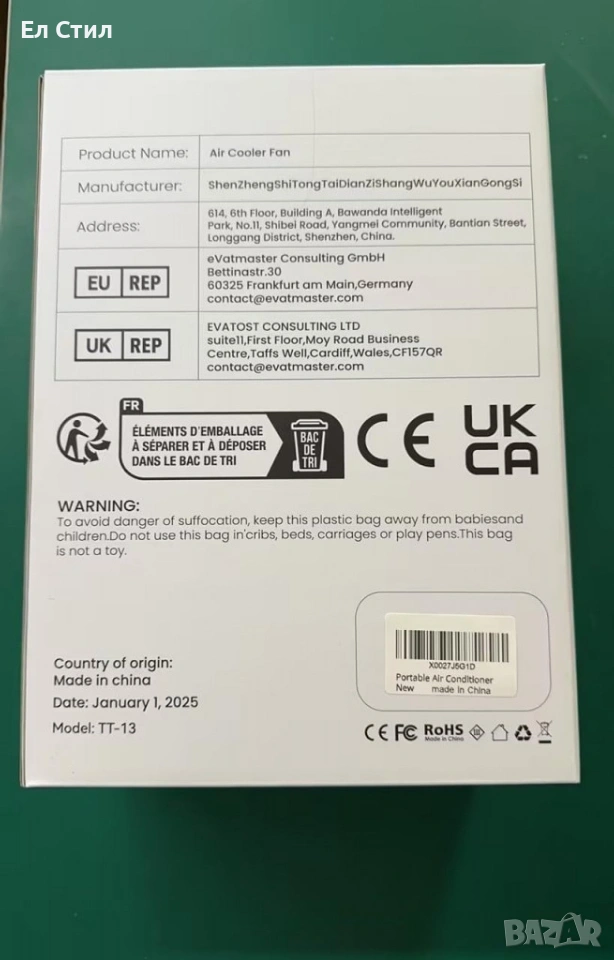 Ел Стил
Product Name: Air Cooler Fan
Manufacturer: ShenZhengShiTongTaiDianZiShangWuYouXianGongSi
Address: 614, 6th Floor, Building A, Bawanda Intelligent
Park, No.11, Shibei Road, Yangmei Community, Bantian Street,
Longgang District, Shenzhen, China.
EU REP
eVatmaster Consulting GmbH
Bettinastr.30
60325 Frankfurt am Main,Germany
contact@evatmaster.com
UK REP
EVATOST CONSULTING LTD
suite11,First Floor,Moy Road Business
Centre,Taffs Well,Cardiff,Wales,CF157QR
contact@evatmaster.com
FR
ÉLÉMENTS D'EMBALLAGE
À SÉPARER ET À DÉPOSER
DANS LE BAC DE TRI
BAC
DE
TRI
CE
UK
CA
WARNING:
To avoid danger of suffocation, keep this plastic bag away from babiesand
children.Do not use this bag in'cribs, beds, carriages or play pens.This bag
is not a toy.
X0027J6G1D
Portable Air Conditioner
New made in China
Country of origin:
Made in china
Date: January 1, 2025
Model: TT-13
CE FC RoHS
Made in China
BAZAR